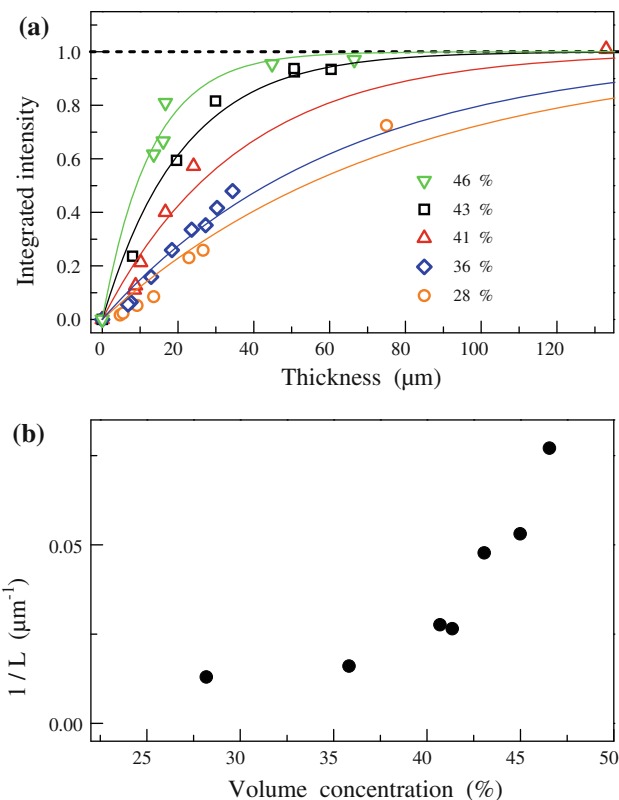 (a)
Integrated intensity
1.0
0.8
0.6
0.4
0.2
0.0
46 %
43 %
41 %
36 %
28 %
0 20 40 60 80 100 120
Thickness (µm)
(b)
1 / L (µm⁻¹)
0.05
0.00
25 30 35 40 45 50
Volume concentration (%)